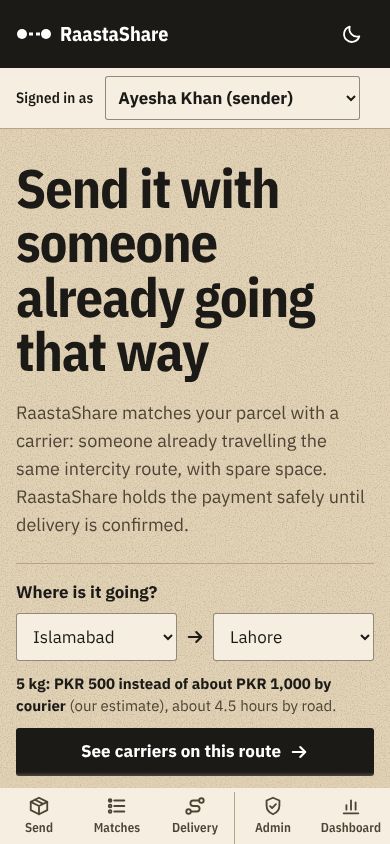 RaastaShare
Signed in as
Ayesha Khan (sender)
Send it with
someone
already going
that way
RaastaShare matches your parcel with a
carrier: someone already travelling the
same intercity route, with spare space.
RaastaShare holds the payment safely until
delivery is confirmed.
Where is it going?
Islamabad → Lahore
5 kg: PKR 500 instead of about PKR 1,000 by
courier (our estimate), about 4.5 hours by road.
See carriers on this route →
Send Matches Delivery Admin Dashboard